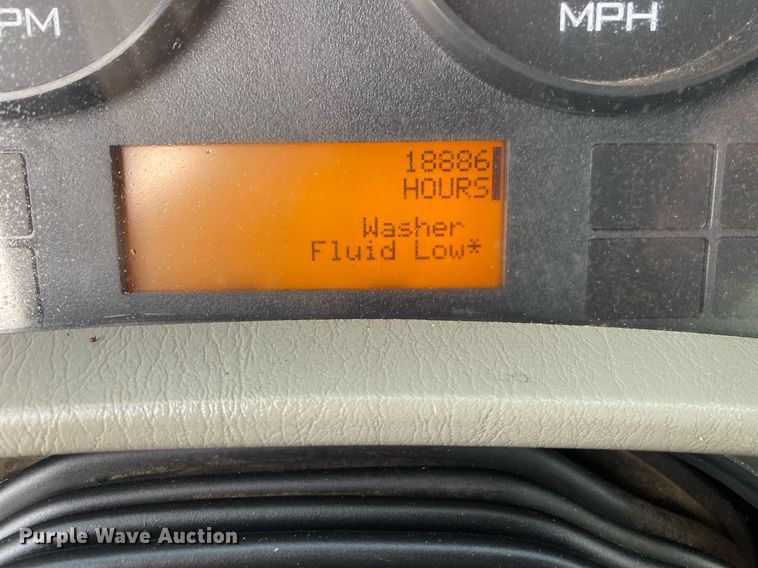 PM
MPH
18886
HOURS
Washer
Fluid Low*
Purple Wave Auction